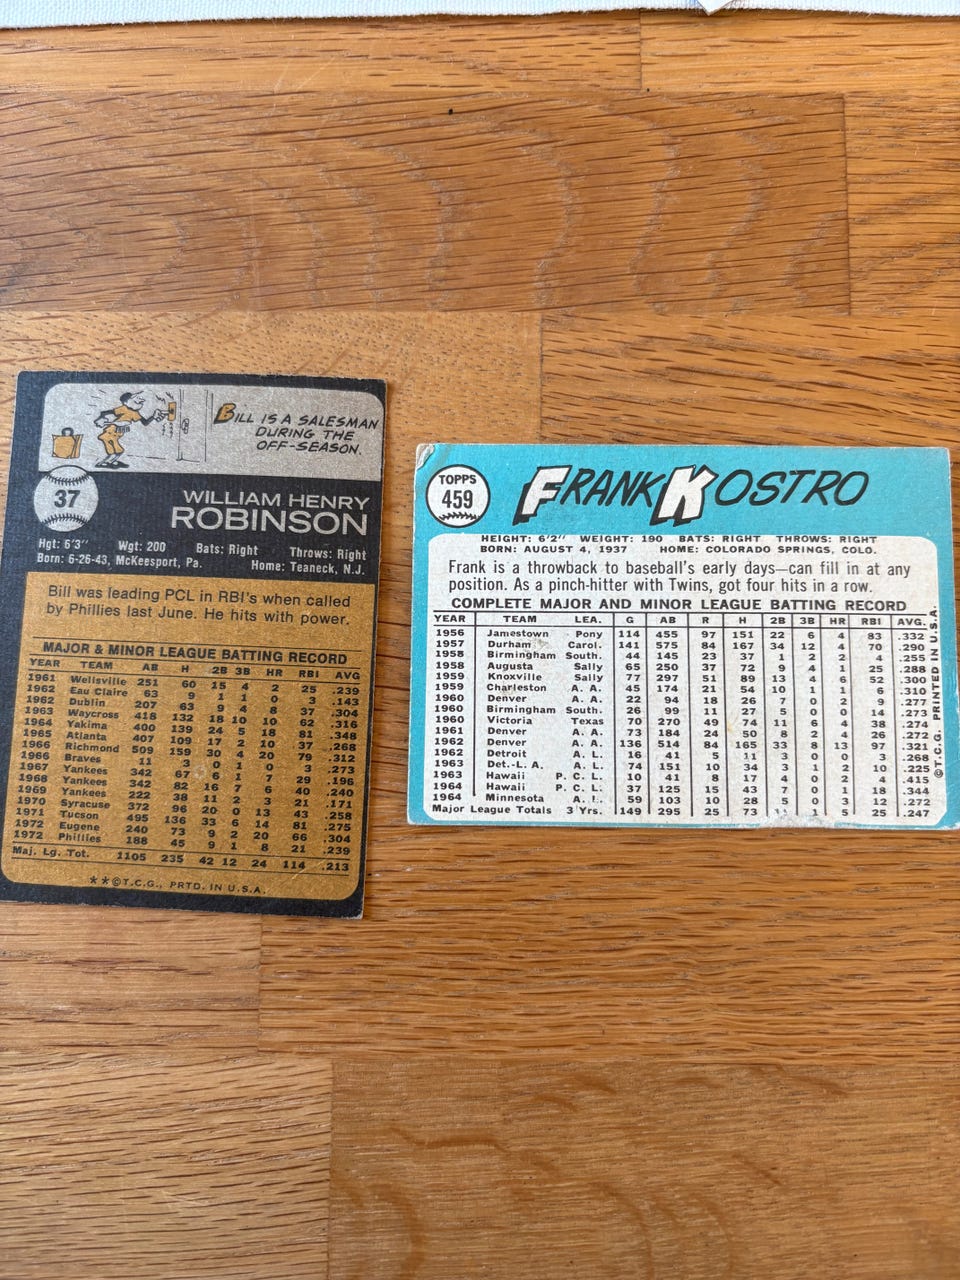 BILL IS A SALESMAN
DURING THE
OFF-SEASON.
37
WILLIAM HENRY
ROBINSON
Hgt: 6'3" Wgt: 200 Bats: Right Throws: Right
Born: 6-26-43, McKeesport, Pa. Home: Teaneck, N.J.
Bill was leading PCL in RBI's when called
by Phillies last June. He hits with power.
MAJOR & MINOR LEAGUE BATTING RECORD
YEAR TEAM AB H 2B 3B HR RBI AVG
1961 Wellsville 251 60 15 4 2 25 .239
1962 Eau Claire 63 9 1 1 0 3 .143
1962 Dublin 207 63 9 4 8 37 .304
1963 Waycross 418 132 18 10 10 62 .316
1964 Yakima 400 139 24 5 18 81 .348
1965 Atlanta 407 109 17 2 10 37 .268
1966 Richmond 509 159 30 4 20 79 .312
1966 Braves 11 3 0 1 0 3 .273
1967 Yankees 342 67 6 1 7 29 .196
1968 Yankees 342 82 16 7 6 40 .240
1969 Yankees 222 38 11 2 3 21 .171
1970 Syracuse 372 96 20 0 13 43 .258
1971 Tucson 495 136 33 6 14 81 .275
1972 Eugene 240 73 9 2 20 66 .304
1972 Phillies 188 45 9 1 8 21 .239
Maj. Lg. Tot. 1105 235 42 12 24 114 .213
**©T.C.G., PRTD. IN U.S.A.
TOPPS
459
FRANK KOSTRO
HEIGHT: 6'2" WEIGHT: 190 BATS: RIGHT THROWS: RIGHT
BORN: AUGUST 4, 1937 HOME: COLORADO SPRINGS, COLO.
Frank is a throwback to baseball's early days—can fill in at any
position. As a pinch-hitter with Twins, got four hits in a row.
COMPLETE MAJOR AND MINOR LEAGUE BATTING RECORD
YEAR TEAM LEA. G AB R H 2B 3B HR RBI AVG.
1956 Jamestown Pony 114 455 97 151 22 6 4 83 .332
1957 Durham Carol. 141 575 84 167 34 12 4 70 .290
1958 Birmingham South. 44 145 23 37 1 2 2 4 .255
1958 Augusta Sally 65 250 37 72 9 4 1 25 .288
1959 Knoxville Sally 77 297 51 89 13 4 6 52 .300
1959 Charleston A. A. 45 174 21 54 10 1 1 6 .310
1960 Denver A. A. 22 94 18 26 7 0 2 9 .277
1960 Birmingham South. 26 99 11 27 5 0 0 14 .273
1960 Victoria Texas 70 270 49 74 11 6 4 38 .274
1961 Denver A. A. 73 184 24 50 8 2 4 26 .272
1962 Denver A. A. 136 514 84 165 33 8 13 97 .321
1962 Detroit A. L. 16 41 5 11 3 0 0 3 .268
1963 Det.-L. A. A. L. 74 151 10 34 3 1 2 10 .225
1963 Hawaii P. C. L. 10 41 8 17 4 0 2 4 .415
1964 Hawaii P. C. L. 37 125 15 43 7 0 1 18 .344
1964 Minnesota A. L. 59 103 10 28 5 0 3 12 .272
Major League Totals 3 Yrs. 149 295 25 73 11 1 5 25 .247
©T.C.G. PRINTED IN U.S.A.